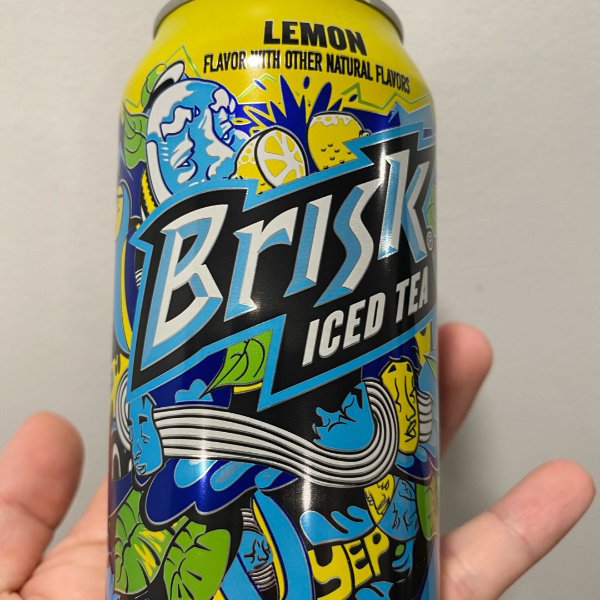 LEMON
FLAVOR WITH OTHER NATURAL FLAVORS
BRISK
®
ICED TEA
YEP